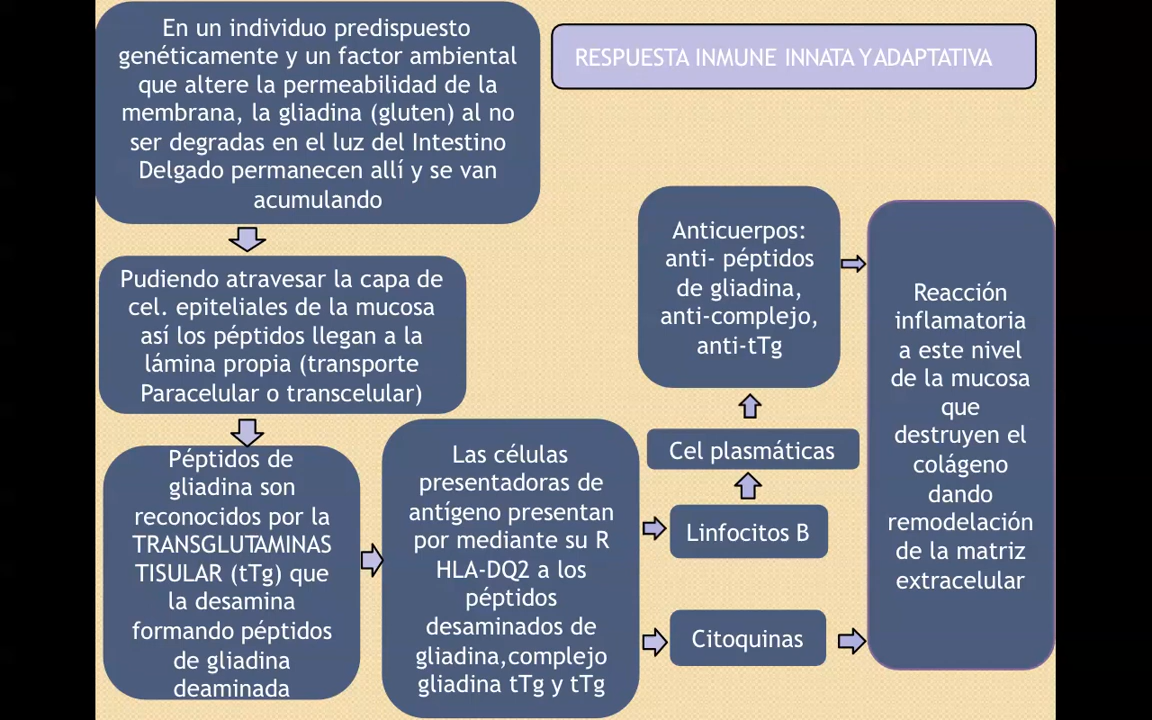 En un individuo predispuesto
genéticamente y un factor ambiental
que altere la permeabilidad de la
membrana, la gliadina (gluten) al no
ser degradas en el luz del Intestino
Delgado permanecen allí y se van
acumulando
RESPUESTA INMUNE INNATA Y ADAPTATIVA
Pudiendo atravesar la capa de
cel. epiteliales de la mucosa
así los péptidos llegan a la
lámina propia (transporte
Paracelular o transcelular)
Péptidos de
gliadina son
reconocidos por la
TRANSGLUTAMINAS
TISULAR (tTg) que
la desamina
formando péptidos
de gliadina
deaminada
Las células
presentadoras de
antígeno presentan
por mediante su R
HLA-DQ2 a los
péptidos
desaminados de
gliadina,complejo
gliadina tTg y tTg
Linfocitos B
Cel plasmáticas
Anticuerpos:
anti- péptidos
de gliadina,
anti-complejo,
anti-tTg
Citoquinas
Reacción
inflamatoria
a este nivel
de la mucosa
que
destruyen el
colágeno
dando
remodelación
de la matriz
extracelular